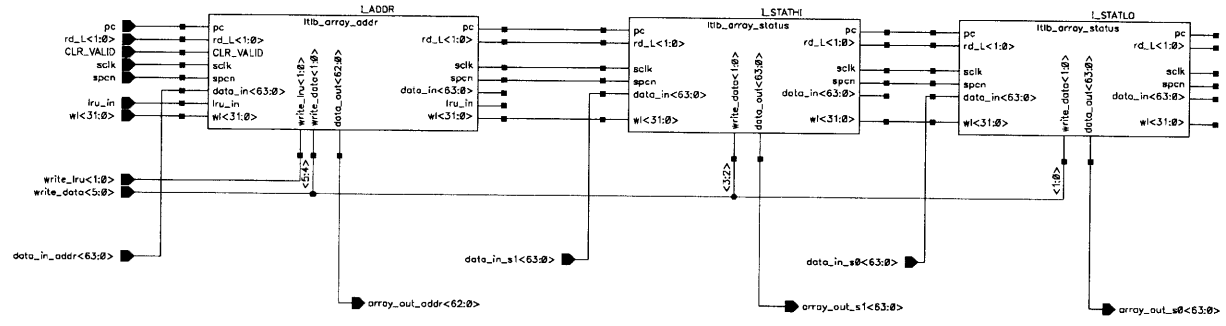 I_ADDR
ltlb_array_addr
I_STATHI
ltlb_array_status
I_STATLO
ltlb_array_status
pc
rd_L<1:0>
CLR_VALID
sclk
spcn
lru_in
wl<31:0>
pc
rd_L<1:0>
CLR_VALID
sclk
spcn
data_in<63:0>
lru_in
wl<31:0>
write_lru<1:0>
write_data<1:0>
data_out<62:0>
pc
rd_L<1:0>
sclk
spcn
data_in<63:0>
lru_in
wl<31:0>
pc
rd_L<1:0>
sclk
spcn
data_in<63:0>
wl<31:0>
write_data<1:0>
data_out<63:0>
pc
rd_L<1:0>
sclk
spcn
data_in<63:0>
wl<31:0>
pc
rd_L<1:0>
sclk
spcn
data_in<63:0>
wl<31:0>
write_data<1:0>
data_out<63:0>
pc
rd_L<1:0>
sclk
spcn
data_in<63:0>
wl<31:0>
write_lru<1:0>
write_data<5:0>
<5:4>
<3:2>
<1:0>
data_in_addr<63:0>
data_in_s1<63:0>
data_in_s0<63:0>
array_out_addr<62:0>
array_out_s1<63:0>
array_out_s0<63:0>